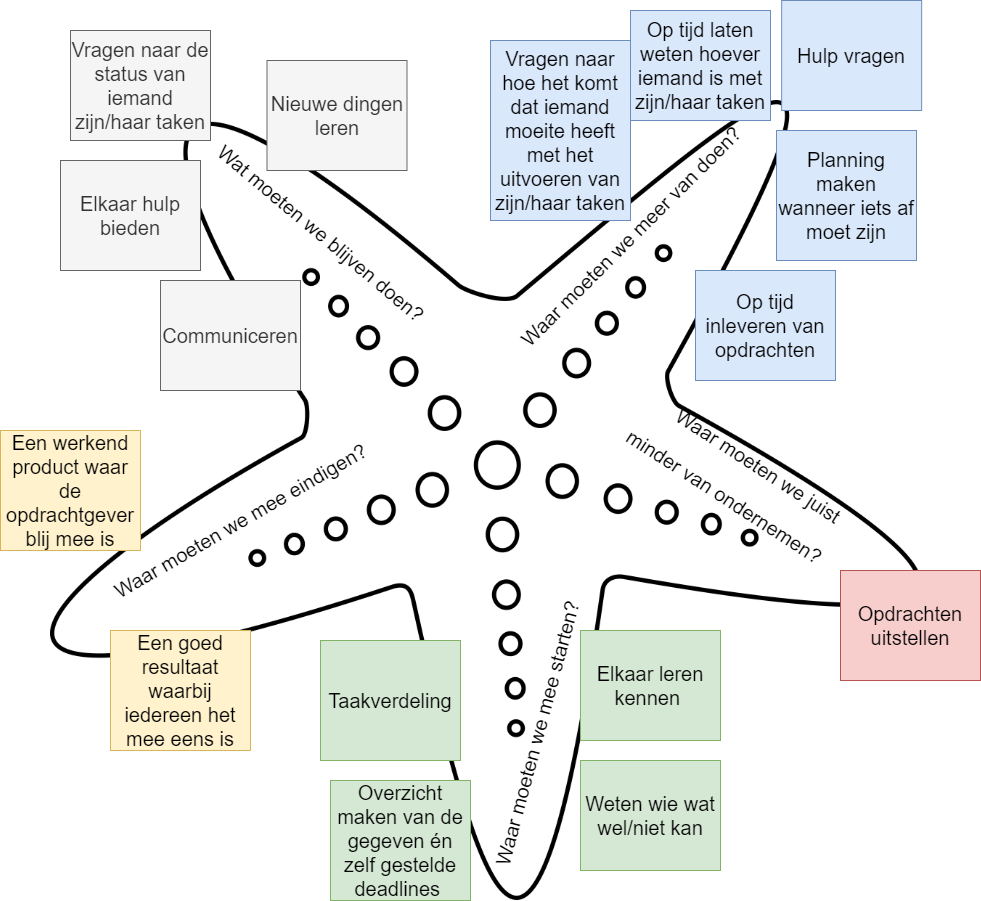 Vragen naar de
status van
iemand
zijn/haar taken
Nieuwe dingen
leren
Elkaar hulp
bieden
Communiceren
Wat moeten we blijven doen?
Vragen naar
hoe het komt
dat iemand
moeite heeft
met het
uitvoeren van
zijn/haar taken
Op tijd laten
weten hoever
iemand is met
zijn/haar taken
Hulp vragen
Planning
maken
wanneer iets af
moet zijn
Op tijd
inleveren van
opdrachten
Waar moeten we meer van doen?
Waar moeten we juist
minder van ondernemen?
Opdrachten
uitstellen
Een werkend
product waar
de
opdrachtgever
blij mee is
Waar moeten we mee eindigen?
Een goed
resultaat
waarbij
iedereen het
mee eens is
Taakverdeling
Overzicht
maken van de
gegeven én
zelf gestelde
deadlines
Waar moeten we mee starten?
Elkaar leren
kennen
Weten wie wat
wel/niet kan